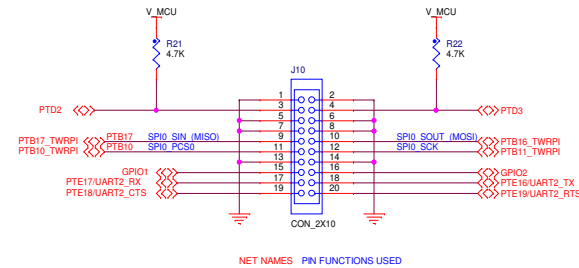 V_MCU V_MCU
R21 R22
4.7K 4.7K
J10
1 2
PTD2 3 4 PTD3
5 6
7 8
PTB17_TWRPI PTB17 SPI0_SIN (MISO) 9 10 SPI0_SOUT (MOSI) PTB16_TWRPI
PTB10_TWRPI PTB10 SPI0_PCS0 11 12 SPI0_SCK PTB11_TWRPI
13 14
GPIO1 15 16 GPIO2
PTE17/UART2_RX 17 18 PTE16/UART2_TX
PTE18/UART2_CTS 19 20 PTE19/UART2_RTS
CON_2X10
NET NAMES PIN FUNCTIONS USED